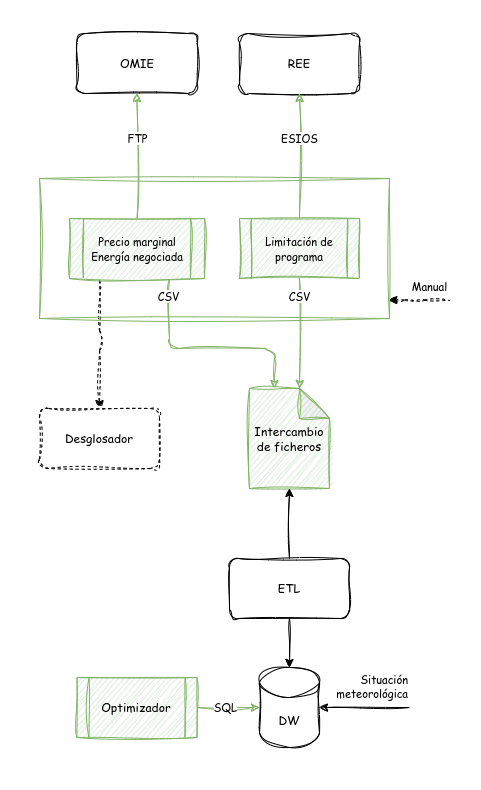 OMIE
REE
FTP
ESIOS
Precio marginal
Energía negociada
Limitación de
programa
Manual
CSV
CSV
Desglosador
Intercambio
de ficheros
ETL
Situación
meteorológica
Optimizador
SQL
DW